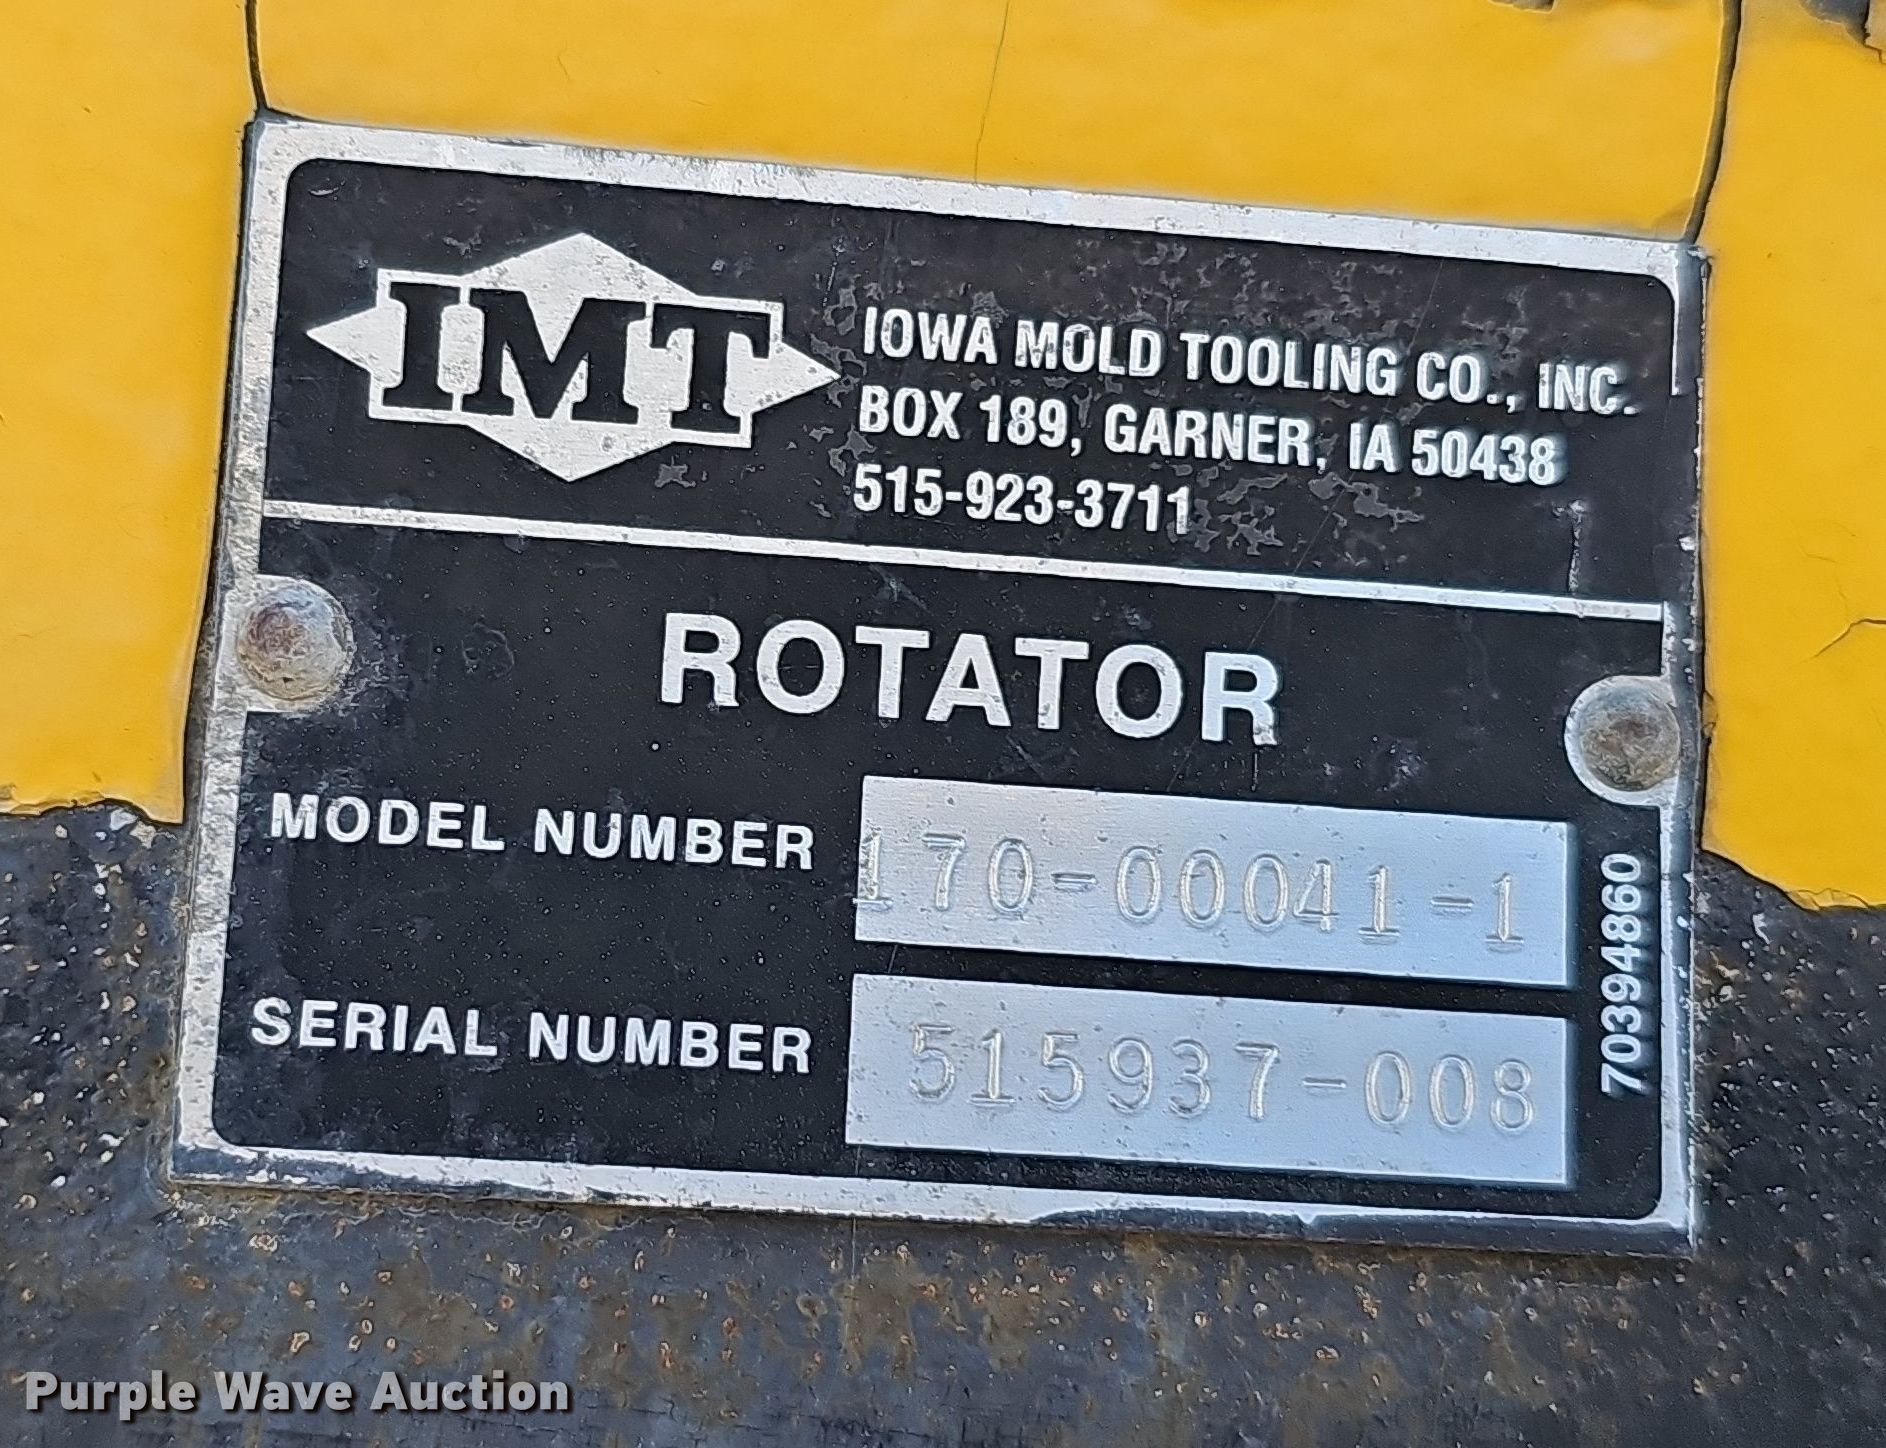 IMT
IOWA MOLD TOOLING CO., INC.
BOX 189, GARNER, IA 50438
515-923-3711
ROTATOR
MODEL NUMBER 170-00041-1
SERIAL NUMBER 515937-008
70394860
Purple Wave Auction